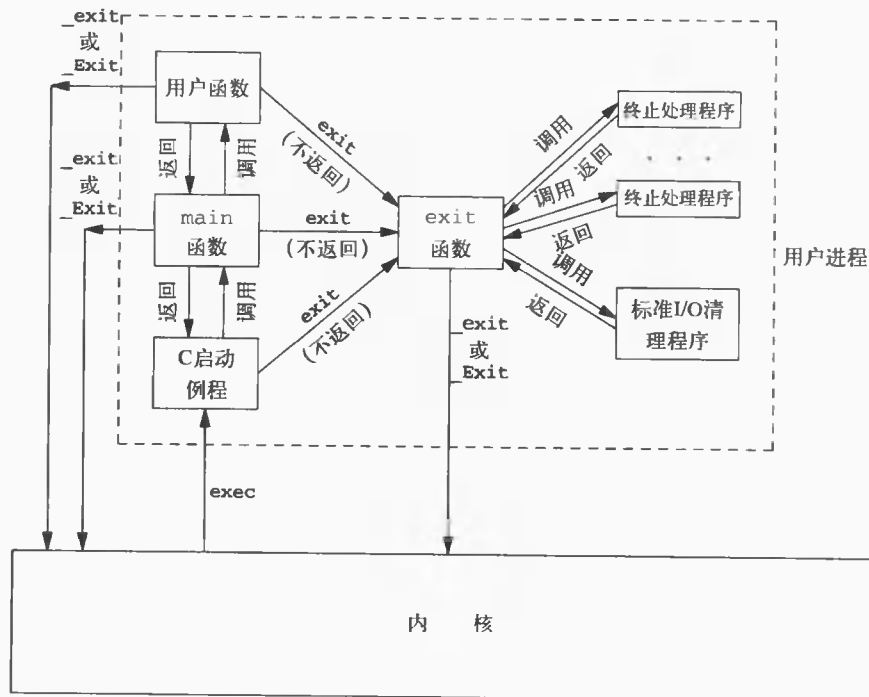 _exit
或
_Exit
用户函数
终止处理程序
exit
(不返回)
调用
返回
返回
调用
_exit
或
_Exit
. . .
调用
返回
终止处理程序
main
函数
exit
(不返回)
exit
函数
用户进程
调用
返回
标准I/O清
理程序
返回
调用
exit
(不返回)
_exit
或
_Exit
C启动
例程
exec
内 核